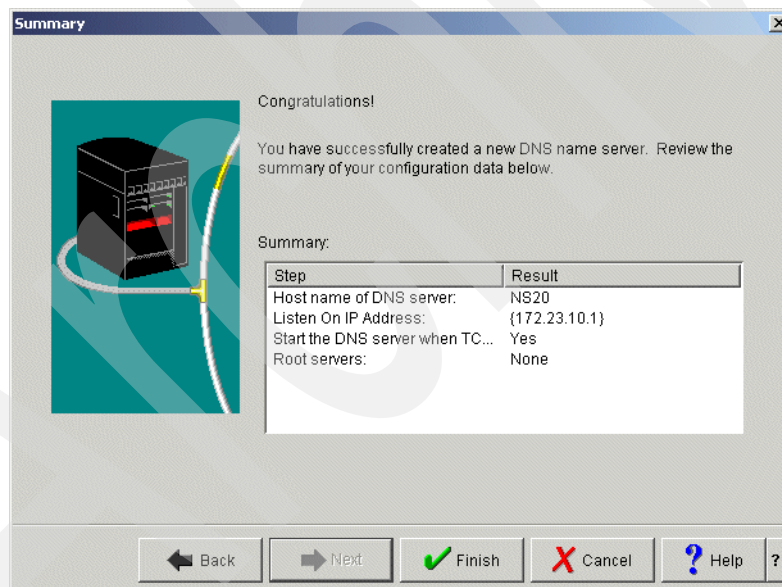 Summary
Congratulations!
You have successfully created a new DNS name server. Review the
summary of your configuration data below.
Summary:
Step Result
Host name of DNS server: NS20
Listen On IP Address: {172.23.10.1}
Start the DNS server when TC... Yes
Root servers: None
Back Next Finish Cancel Help ?